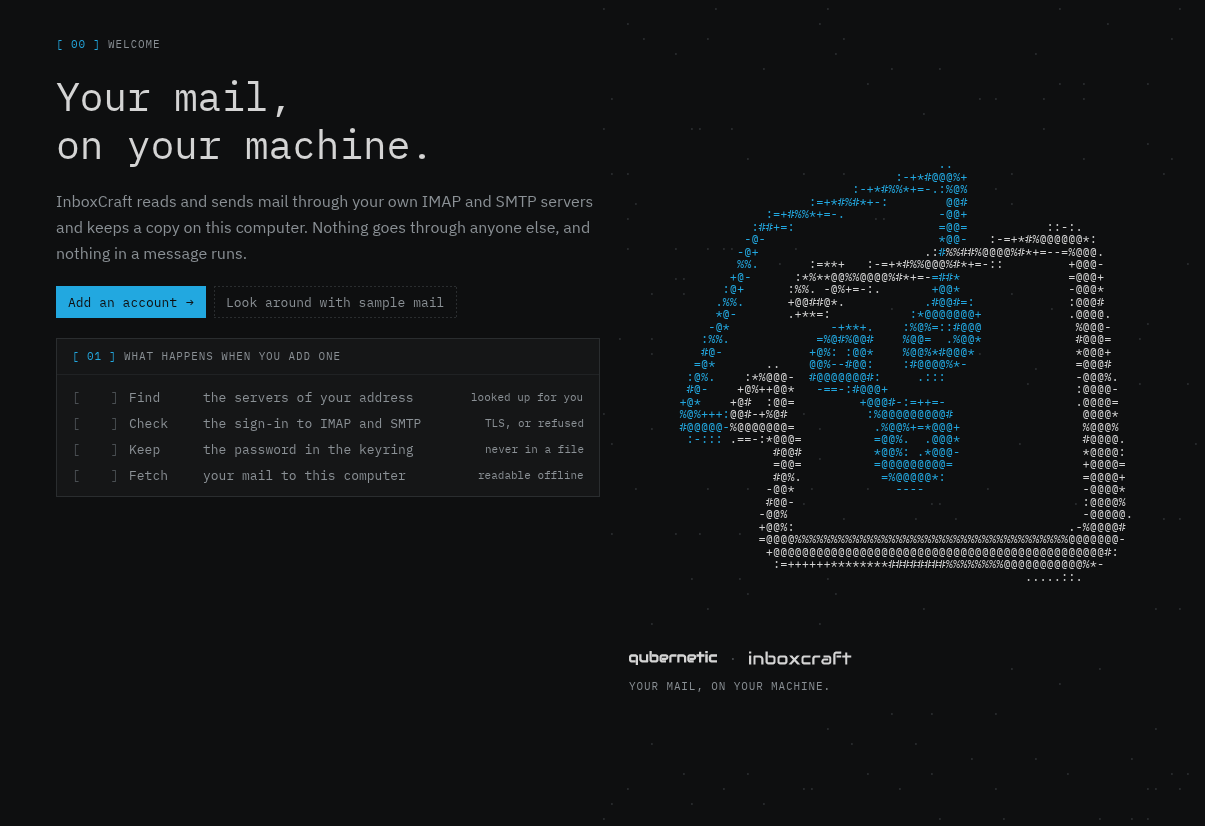 [ 00 ] WELCOME
Your mail,
on your machine.
InboxCraft reads and sends mail through your own IMAP and SMTP servers
and keeps a copy on this computer. Nothing goes through anyone else, and
nothing in a message runs.
Add an account → Look around with sample mail
[ 01 ] WHAT HAPPENS WHEN YOU ADD ONE
[ ] Find the servers of your address looked up for you
[ ] Check the sign-in to IMAP and SMTP TLS, or refused
[ ] Keep the password in the keyring never in a file
[ ] Fetch your mail to this computer readable offline
qubernetic · inboxcraft
YOUR MAIL, ON YOUR MACHINE.